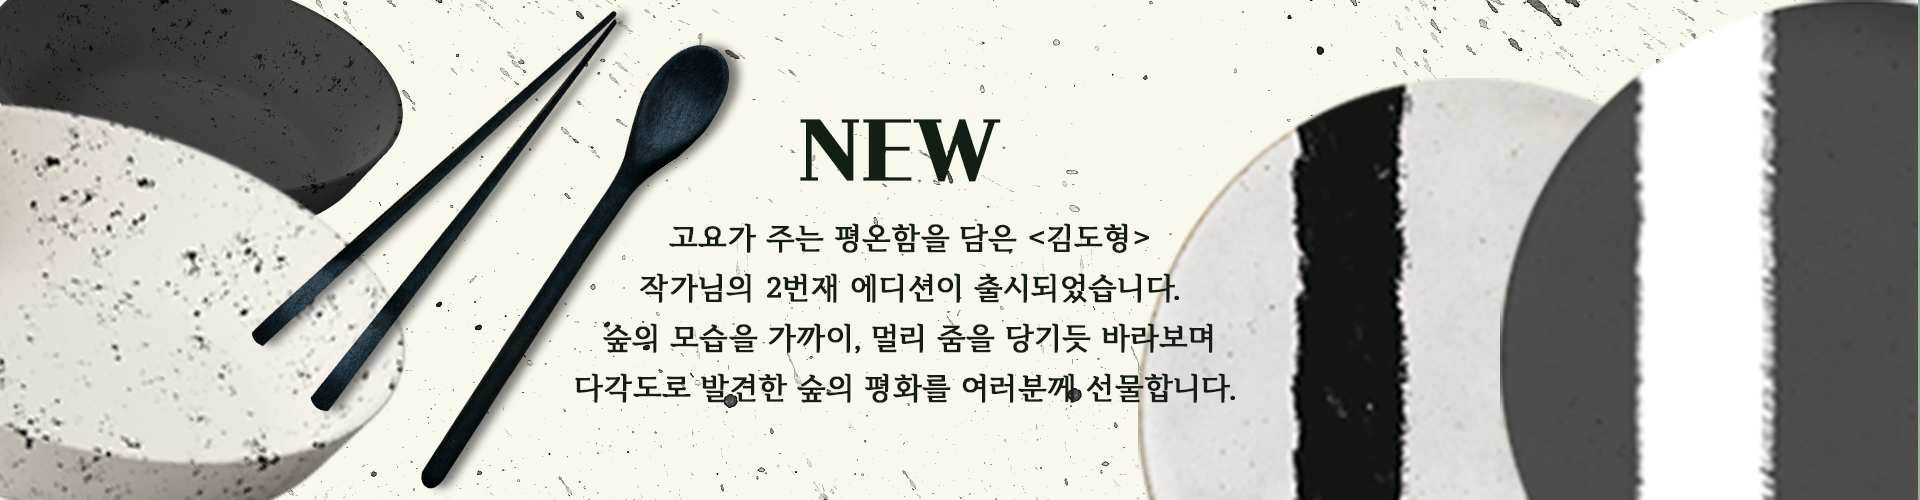 NEW
고요가 주는 평온함을 담은 <김도형>
작가님의 2번재 에디션이 출시되었습니다.
숲의 모습을 가까이, 멀리 줌을 당기듯 바라보며
다각도로 발견한 숲의 평화를 여러분께 선물합니다.